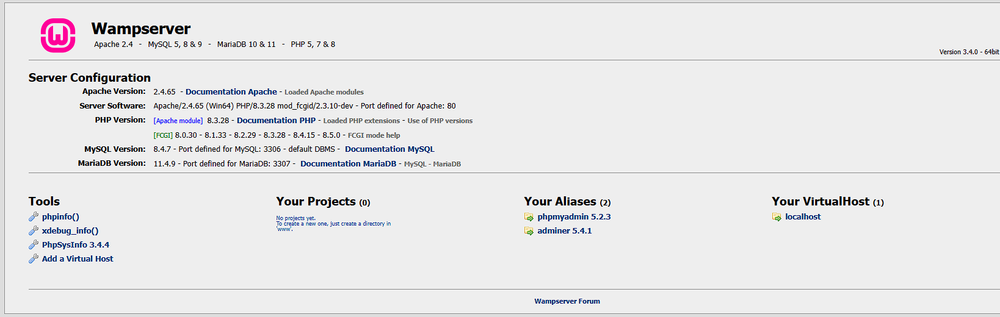 Wampserver
Apache 2.4 - MySQL 5, 8 & 9 - MariaDB 10 & 11 - PHP 5, 7 & 8
Version 3.4.0 - 64bit
Server Configuration
Apache Version: 2.4.65 - Documentation Apache - Loaded Apache modules
Server Software: Apache/2.4.65 (Win64) PHP/8.3.28 mod_fcgid/2.3.10-dev - Port defined for Apache: 80
PHP Version: [Apache module] 8.3.28 - Documentation PHP - Loaded PHP extensions - Use of PHP versions
[FCGI] 8.0.30 - 8.1.33 - 8.2.29 - 8.3.28 - 8.4.15 - 8.5.0 - FCGI mode help
MySQL Version: 8.4.7 - Port defined for MySQL: 3306 - default DBMS - Documentation MySQL
MariaDB Version: 11.4.9 - Port defined for MariaDB: 3307 - Documentation MariaDB - MySQL - MariaDB
Tools
phpinfo()
xdebug_info()
PhpSysInfo 3.4.4
Add a Virtual Host
Your Projects (0)
No projects yet.
To create a new one, just create a directory in
'www'.
Your Aliases (2)
phpmyadmin 5.2.3
adminer 5.4.1
Your VirtualHost (1)
localhost
Wampserver Forum